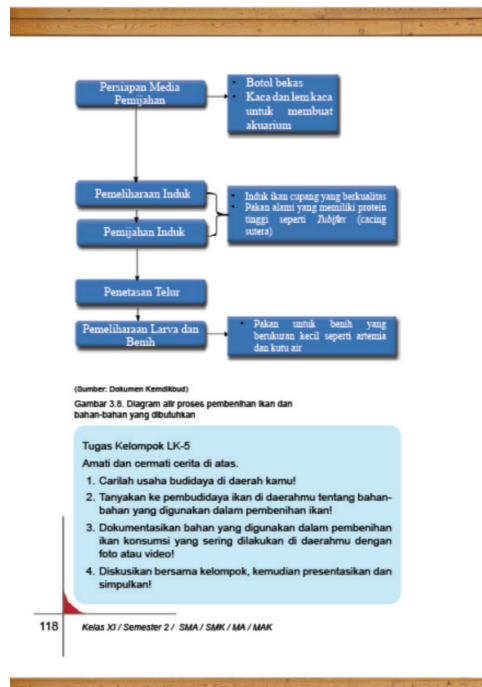 Persiapan Media
Pemijahan
• Botol bekas
• Kaca dan lem kaca
untuk membuat
akuarium
Pemeliharaan Induk
Pemijahan Induk
• Induk ikan cupang yang berkualitas
• Pakan alami yang memiliki protein
tinggi seperti Tubifex (cacing
sutera)
Penetasan Telur
Pemeliharaan Larva dan
Benih
• Pakan untuk benih yang
berukuran kecil seperti artemia
dan kutu air
(Sumber: Dokumen Kemdikbud)
Gambar 3.8. Diagram alir proses pembenihan ikan dan
bahan-bahan yang dibutuhkan
Tugas Kelompok LK-5
Amati dan cermati cerita di atas.
1. Carilah usaha budidaya di daerah kamu!
2. Tanyakan ke pembudidaya ikan di daerahmu tentang bahan-
bahan yang digunakan dalam pembenihan ikan!
3. Dokumentasikan bahan yang digunakan dalam pembenihan
ikan konsumsi yang sering dilakukan di daerahmu dengan
foto atau video!
4. Diskusikan bersama kelompok, kemudian presentasikan dan
simpulkan!
118 Kelas XI / Semester 2 / SMA / SMK / MA / MAK